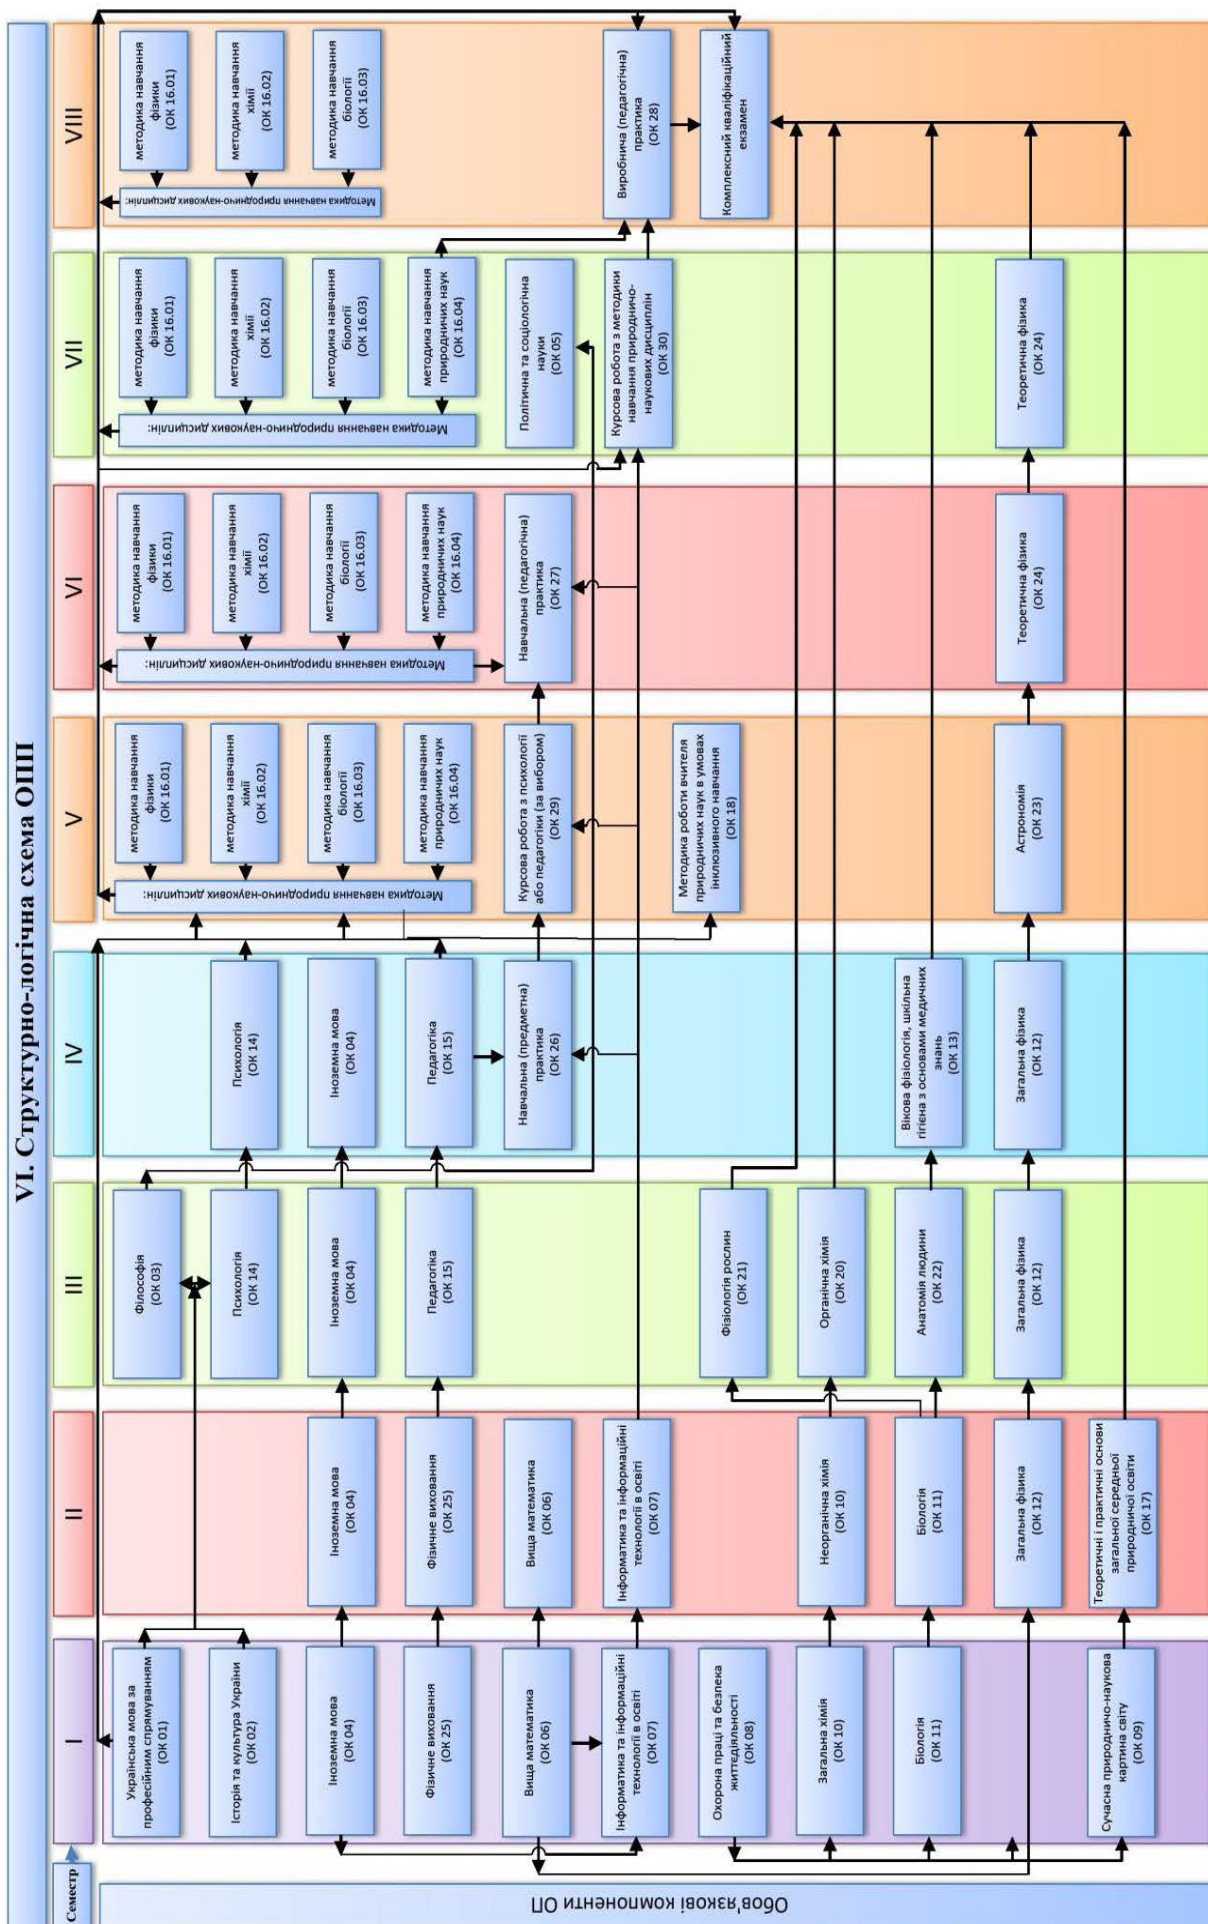 VI. Структурно-логічна схема ОПП
Семестр
I
II
III
IV
V
VI
VII
VIII
Обов'язкові компоненти ОП
Українська мова за
професійним спрямуванням
(ОК 01)
Історія та культура України
(ОК 02)
Іноземна мова
(ОК 04)
Фізичне виховання
(ОК 25)
Вища математика
(ОК 06)
Інформатика та інформаційні
технології в освіті
(ОК 07)
Охорона праці та безпека
життєдіяльності
(ОК 08)
Загальна хімія
(ОК 10)
Біологія
(ОК 11)
Сучасна природничо-наукова
картина світу
(ОК 09)
Іноземна мова
(ОК 04)
Фізичне виховання
(ОК 25)
Вища математика
(ОК 06)
Інформатика та інформаційні
технології в освіті
(ОК 07)
Неорганічна хімія
(ОК 10)
Біологія
(ОК 11)
Загальна фізика
(ОК 12)
Теоретичні і практичні основи
загальної середньої
природничої освіти
(ОК 17)
Філософія
(ОК 03)
Психологія
(ОК 14)
Іноземна мова
(ОК 04)
Педагогіка
(ОК 15)
Фізіологія рослин
(ОК 21)
Органічна хімія
(ОК 20)
Анатомія людини
(ОК 22)
Загальна фізика
(ОК 12)
Психологія
(ОК 14)
Іноземна мова
(ОК 04)
Педагогіка
(ОК 15)
Навчальна (предметна)
практика
(ОК 26)
Вікова фізіологія, шкільна
гігієна з основами медичних
знань
(ОК 13)
Загальна фізика
(ОК 12)
Методика навчання природничо-наукових дисциплін:
методика навчання
фізики
(ОК 16.01)
методика навчання
хімії
(ОК 16.02)
методика навчання
біології
(ОК 16.03)
методика навчання
природничих наук
(ОК 16.04)
Курсова робота з психології
або педагогіки (за вибором)
(ОК 29)
Методика роботи вчителя
природничих наук в умовах
інклюзивного навчання
(ОК 18)
Астрономія
(ОК 23)
Методика навчання природничо-наукових дисциплін:
методика навчання
фізики
(ОК 16.01)
методика навчання
хімії
(ОК 16.02)
методика навчання
біології
(ОК 16.03)
методика навчання
природничих наук
(ОК 16.04)
Навчальна (педагогічна)
практика
(ОК 27)
Теоретична фізика
(ОК 24)
Методика навчання природничо-наукових дисциплін:
методика навчання
фізики
(ОК 16.01)
методика навчання
хімії
(ОК 16.02)
методика навчання
біології
(ОК 16.03)
методика навчання
природничих наук
(ОК 16.04)
Політична та соціологічна
науки
(ОК 05)
Курсова робота з методики
навчання природничо-
наукових дисциплін
(ОК 30)
Теоретична фізика
(ОК 24)
Методика навчання природничо-наукових дисциплін:
методика навчання
фізики
(ОК 16.01)
методика навчання
хімії
(ОК 16.02)
методика навчання
біології
(ОК 16.03)
Виробнича (педагогічна)
практика
(ОК 28)
Комплексний кваліфікаційний
екзамен